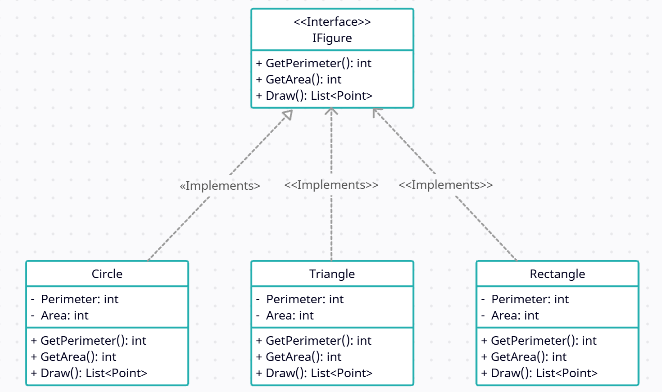 <<Interface>>
IFigure
+ GetPerimeter(): int
+ GetArea(): int
+ Draw(): List<Point>
«Implements>
<<Implements>>
<<Implements>>
Circle
- Perimeter: int
- Area: int
+ GetPerimeter(): int
+ GetArea(): int
+ Draw(): List<Point>
Triangle
- Perimeter: int
- Area: int
+ GetPerimeter(): int
+ GetArea(): int
+ Draw(): List<Point>
Rectangle
- Perimeter: int
- Area: int
+ GetPerimeter(): int
+ GetArea(): int
+ Draw(): List<Point>